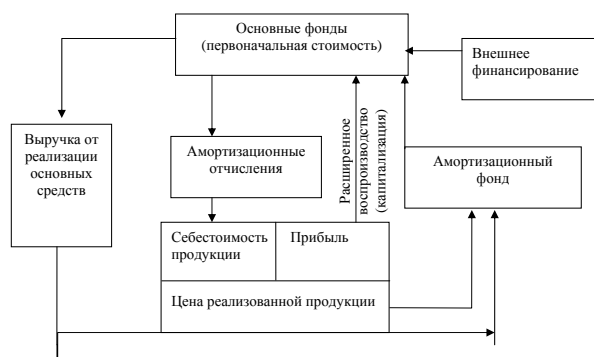 Основные фонды
(первоначальная стоимость)
Внешнее
финансирование
Выручка от
реализации
основных
средств
Амортизационные
отчисления
Расширенное
воспроизводство
(капитализация)
Амортизационный
фонд
Себестоимость
продукции
Прибыль
Цена реализованной продукции